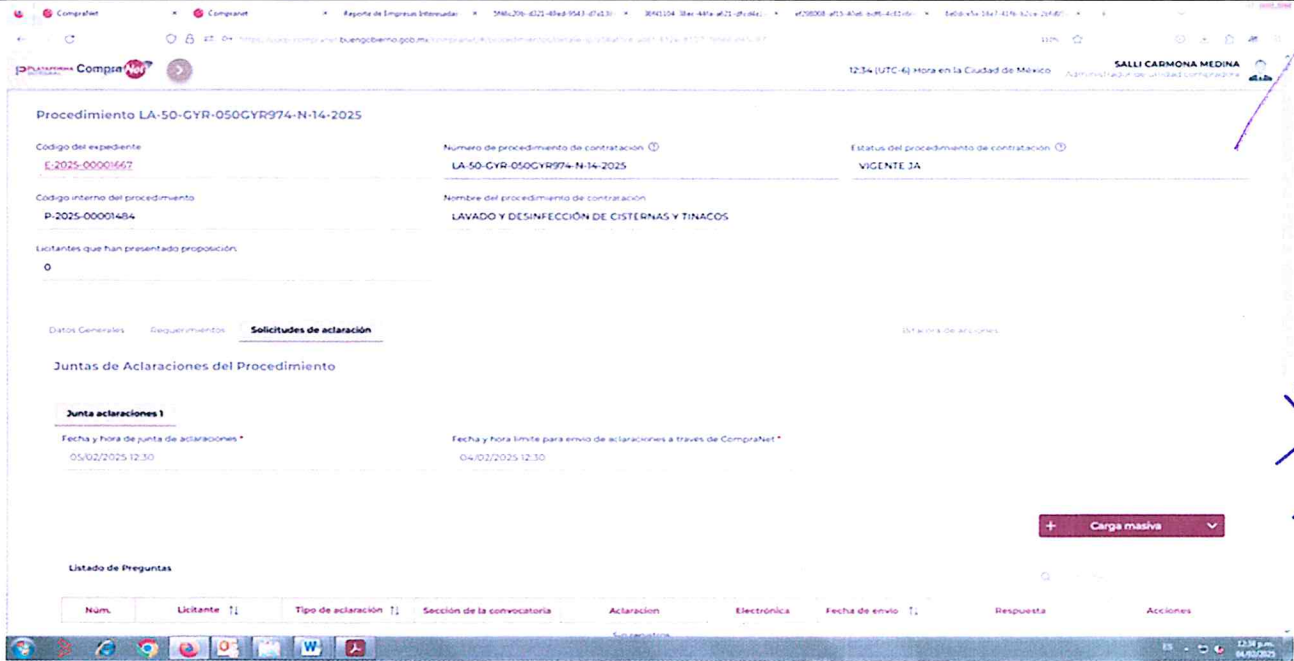 CompraNet
Compranet
Reporte de Empresas Interesadas
buengobierno.gob.mx
110%
PLATAFORMA CompraNet
12:34 (UTC-6) Hora en la Ciudad de México
SALLI CARMONA MEDINA
Administrador de Unidad compradora
Procedimiento LA-50-GYR-050GYR974-N-14-2025
Código del expediente
E-2025-00001667
Número de procedimiento de contratación
LA-50-GYR-050GYR974-N-14-2025
Estatus del procedimiento de contratación
VIGENTE JA
Código interno del procedimiento
P-2025-00001484
Nombre del procedimiento de contratación
LAVADO Y DESINFECCIÓN DE CISTERNAS Y TINACOS
Licitantes que han presentado proposición:
0
Datos Generales Requerimientos Solicitudes de aclaración Bitácora de acciones
Juntas de Aclaraciones del Procedimiento
Junta aclaraciones 1
Fecha y hora de junta de aclaraciones *
05/02/2025 12:30
Fecha y hora límite para envío de aclaraciones a través de CompraNet *
04/02/2025 12:30
+ Carga masiva
Listado de Preguntas
Núm. Licitante Tipo de aclaración Sección de la convocatoria Aclaracion Electrónica Fecha de envío Respuesta Acciones
Sin registros
ES
12:34 p.m.
04/02/2025